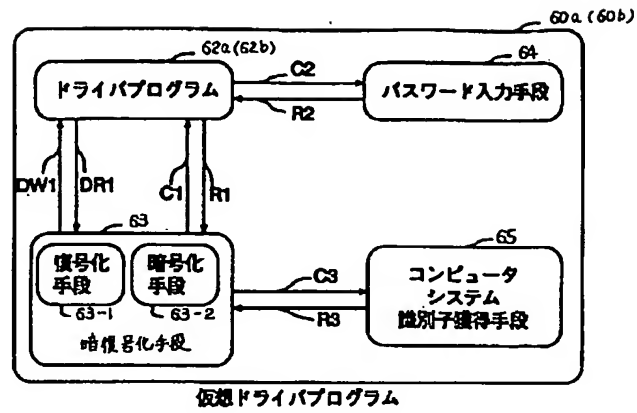 60a (60b)
62a(62b)
64
ドライバプログラム
C2
R2
パスワード入力手段
DW1
DR1
C1
R1
63
65
復号化
手段
63-1
暗号化
手段
63-2
暗復号化手段
C3
R3
コンピュータ
システム
識別子獲得手段
仮想ドライバプログラム